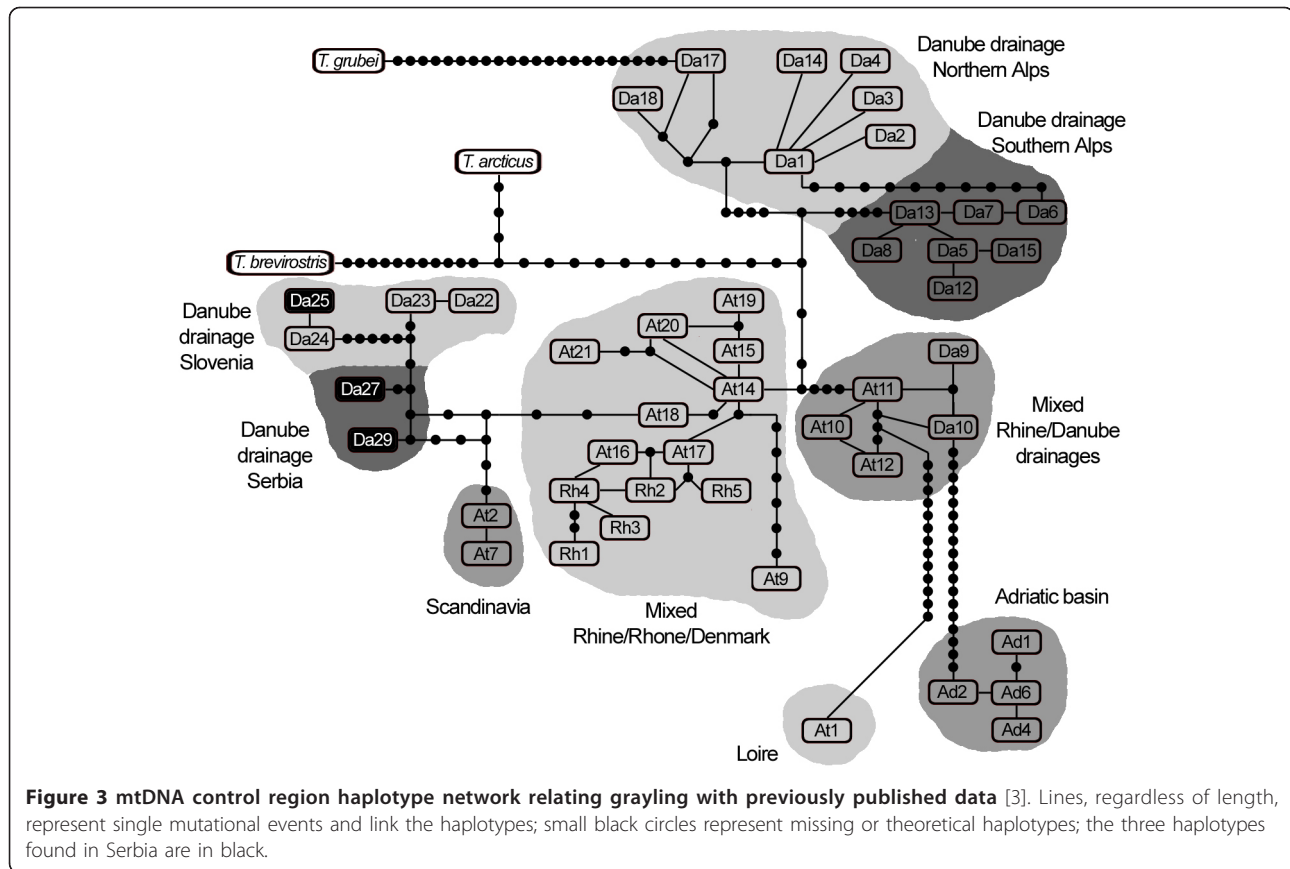 T. grubei
Da17
Da14
Da4
Danube drainage
Northern Alps
Da18
Da3
Da2
Da1
Danube drainage
Southern Alps
T. arcticus
Da13
Da7
Da6
Da8
Da5
Da15
Da12
T. brevirostris
Da25
Da23
Da22
Da24
Danube
drainage
Slovenia
Da27
Da29
Danube
drainage
Serbia
At19
At20
At21
At15
At14
At18
At16
At17
Rh4
Rh2
Rh5
Rh3
Rh1
At9
Mixed
Rhine/Rhone/Denmark
At2
At7
Scandinavia
Da9
At11
At10
Da10
At12
Mixed
Rhine/Danube
drainages
Adriatic basin
Ad1
Ad2
Ad6
Ad4
At1
Loire
Figure 3 mtDNA control region haplotype network relating grayling with previously published data [3]. Lines, regardless of length,
represent single mutational events and link the haplotypes; small black circles represent missing or theoretical haplotypes; the three haplotypes
found in Serbia are in black.